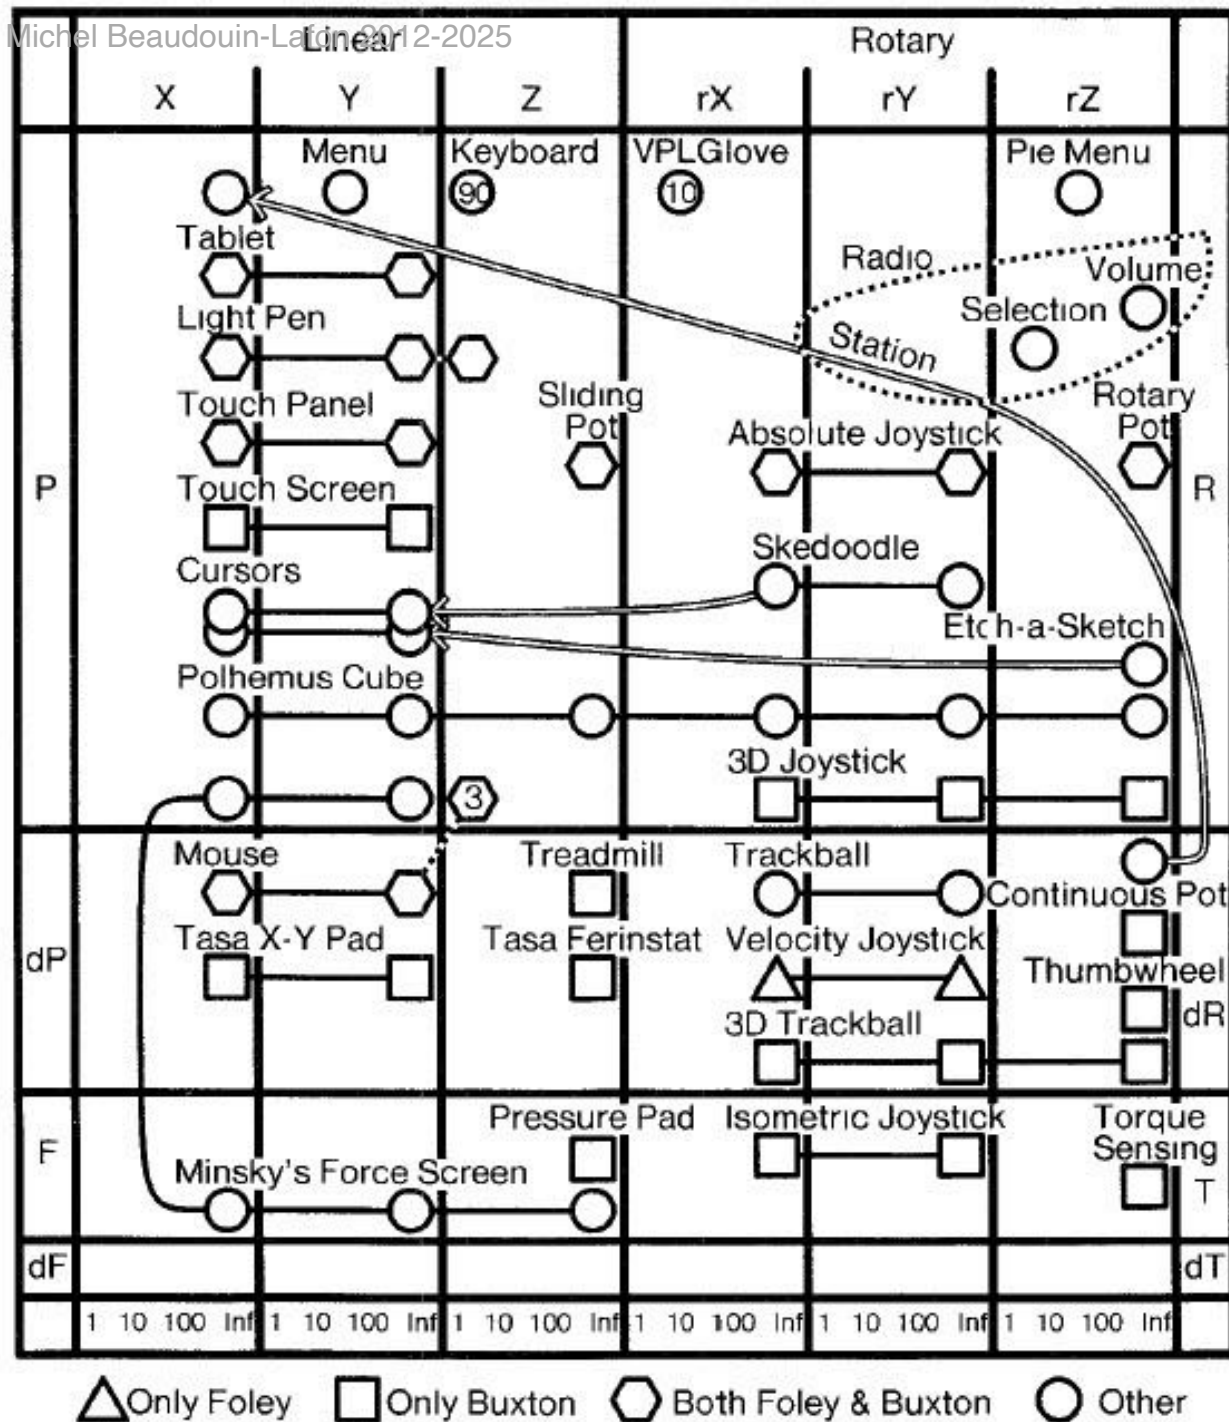 Michel Beaudouin-Lafon 2012-2025
Linear Rotary
X Y Z rX rY rZ
Menu Keyboard VPLGlove Pie Menu
90 10
Tablet
Radio
Volume
Light Pen
Selection
Station
Sliding
Pot
Rotary
Pot
Touch Panel
Absolute Joystick
P R
Touch Screen
Skedoodle
Cursors
Etch-a-Sketch
Polhemus Cube
3D Joystick
3
Mouse Treadmill Trackball
Continuous Pot
Tasa X-Y Pad Tasa Ferinstat Velocity Joystick
dP
Thumbwheel
dR
3D Trackball
Pressure Pad Isometric Joystick Torque
Sensing
F
Minsky's Force Screen
T
dF dT
1 10 100 Inf 1 10 100 Inf 1 10 100 Inf 1 10 100 Inf 1 10 100 Inf 1 10 100 Inf
Only Foley Only Buxton Both Foley & Buxton Other